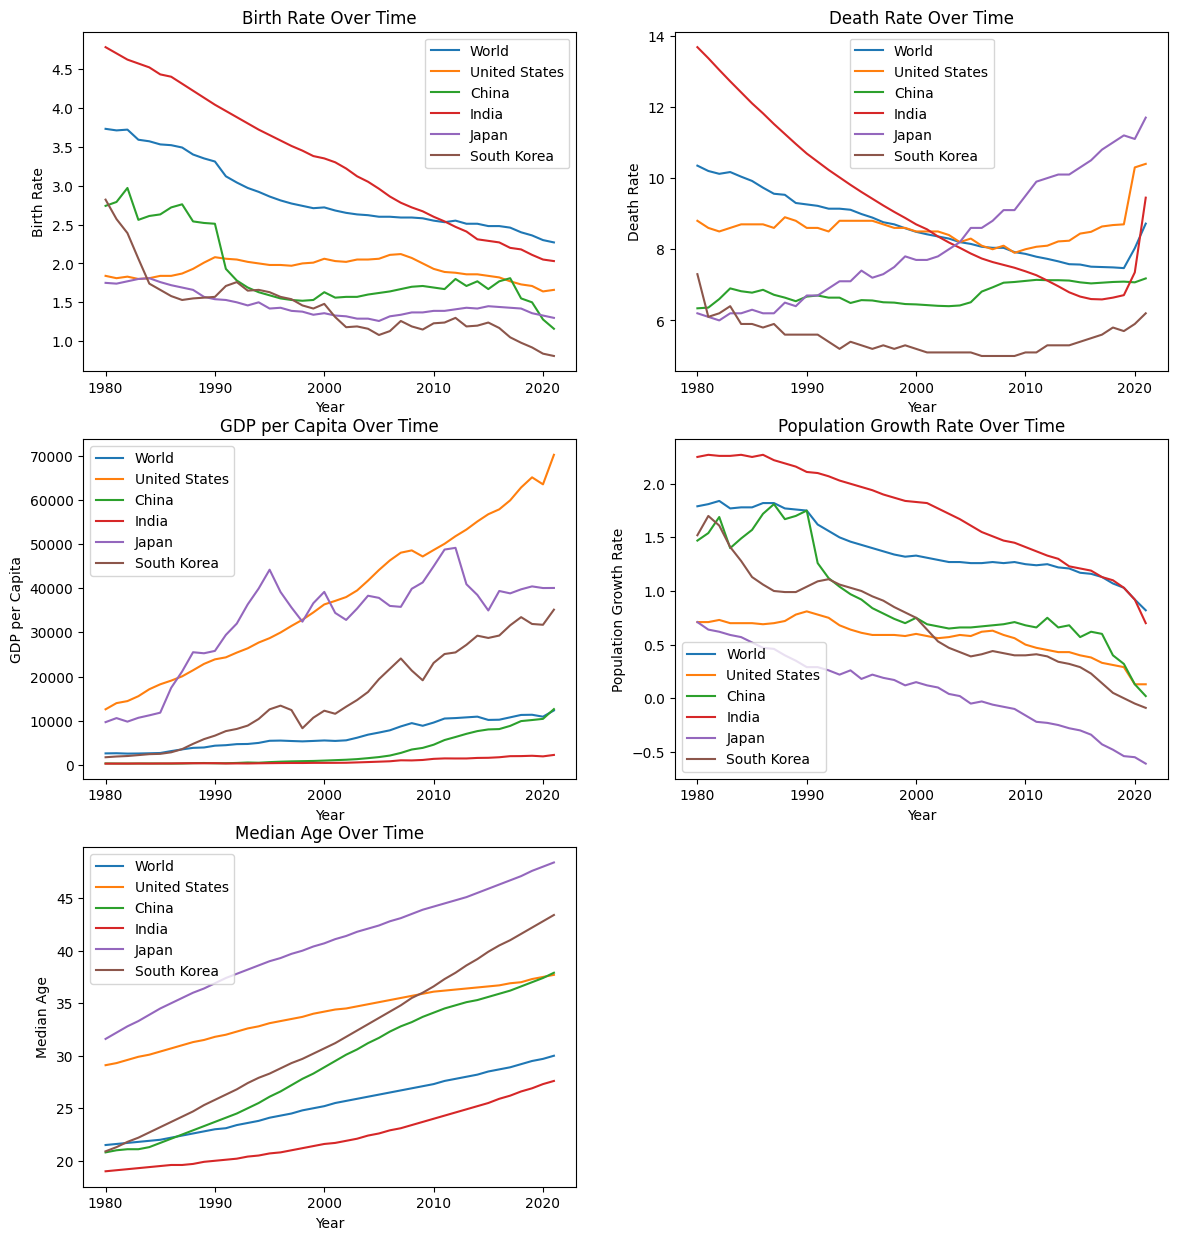 Birth Rate Over Time
Birth Rate
4.5
4.0
3.5
3.0
2.5
2.0
1.5
1.0
World
United States
China
India
Japan
South Korea
1980 1990 2000 2010 2020
Year
Death Rate Over Time
Death Rate
14
12
10
8
6
World
United States
China
India
Japan
South Korea
1980 1990 2000 2010 2020
Year
GDP per Capita Over Time
GDP per Capita
70000
60000
50000
40000
30000
20000
10000
0
World
United States
China
India
Japan
South Korea
1980 1990 2000 2010 2020
Year
Population Growth Rate Over Time
Population Growth Rate
2.0
1.5
1.0
0.5
0.0
−0.5
World
United States
China
India
Japan
South Korea
1980 1990 2000 2010 2020
Year
Median Age Over Time
Median Age
45
40
35
30
25
20
World
United States
China
India
Japan
South Korea
1980 1990 2000 2010 2020
Year